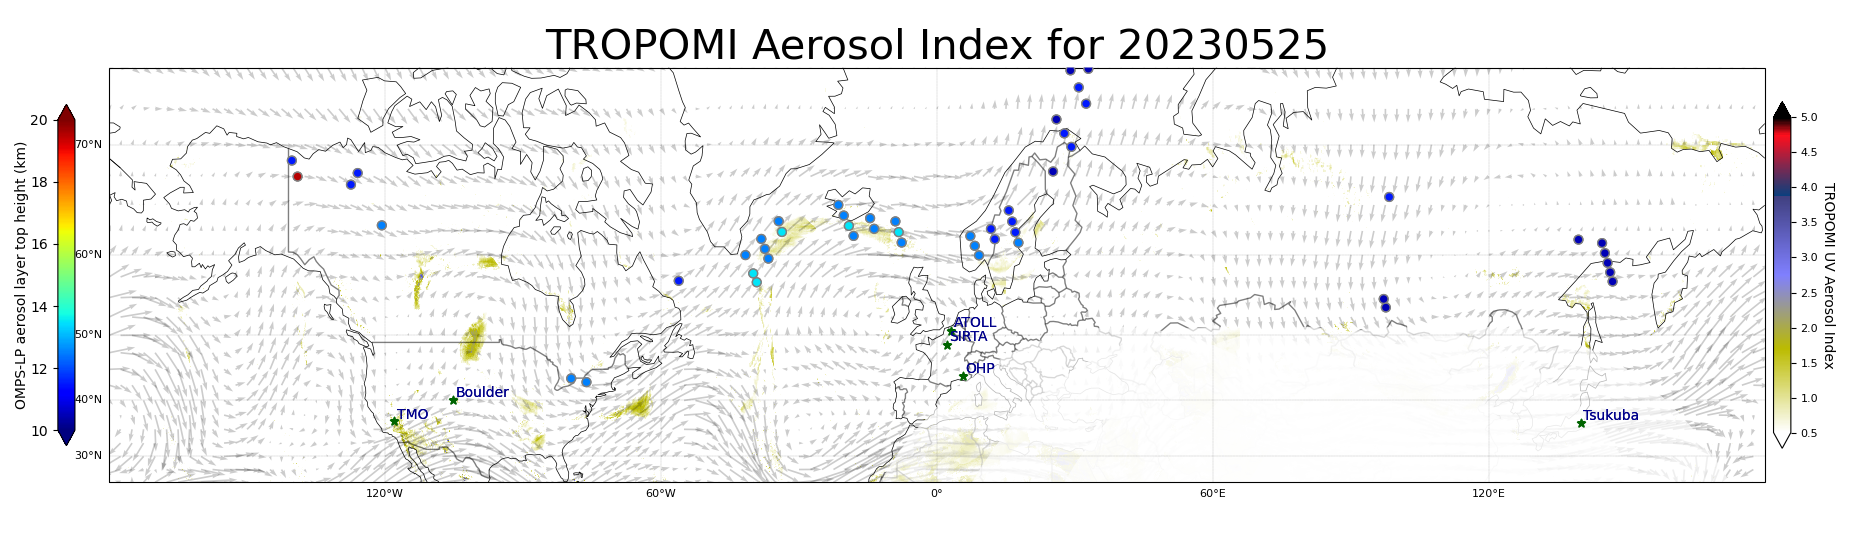 TROPOMI Aerosol Index for 20230525
OMPS-LP aerosol layer top height (km)
20
18
16
14
12
10
70°N
60°N
50°N
40°N
30°N
120°W
60°W
0°
60°E
120°E
ATOLL
SIRTA
OHP
Boulder
TMO
Tsukuba
5.0
4.5
4.0
3.5
3.0
2.5
2.0
1.5
1.0
0.5
TROPOMI UV Aerosol Index